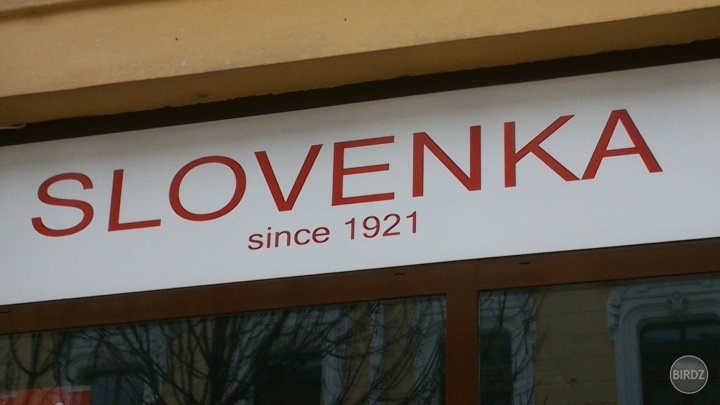 SLOVENKA
since 1921
BIRDZ